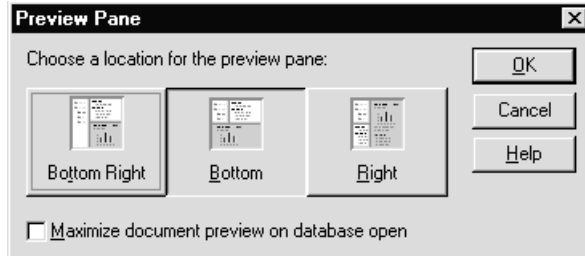 Preview Pane
Choose a location for the preview pane:
OK
Bottom Right
Bottom
Right
Cancel
Help
Maximize document preview on database open